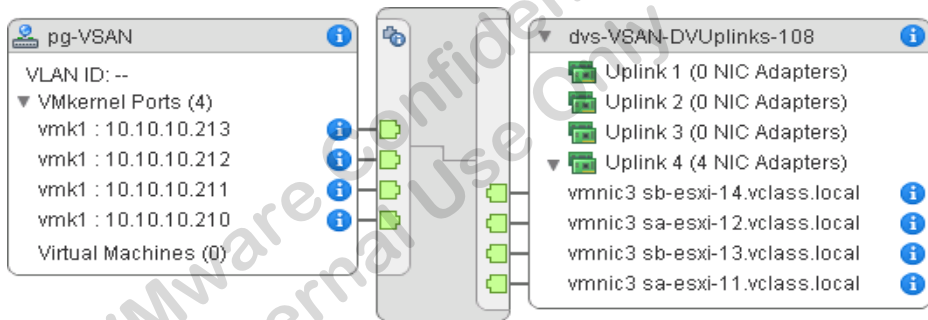 pg-VSAN
VLAN ID: --
VMkernel Ports (4)
vmk1 : 10.10.10.213
vmk1 : 10.10.10.212
vmk1 : 10.10.10.211
vmk1 : 10.10.10.210
Virtual Machines (0)
dvs-VSAN-DVUplinks-108
Uplink 1 (0 NIC Adapters)
Uplink 2 (0 NIC Adapters)
Uplink 3 (0 NIC Adapters)
Uplink 4 (4 NIC Adapters)
vmnic3 sb-esxi-14.vclass.local
vmnic3 sa-esxi-12.vclass.local
vmnic3 sb-esxi-13.vclass.local
vmnic3 sa-esxi-11.vclass.local
Use Only